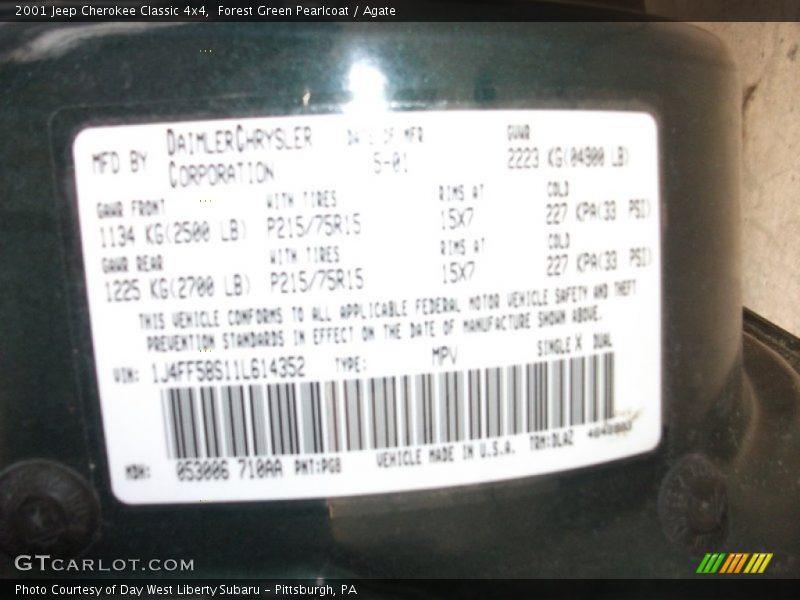 2001 Jeep Cherokee Classic 4x4,  Forest Green Pearlcoat / Agate
MFD BY DAIMLERCHRYSLER CORPORATION
DATE OF MFR
5-01
GVWR
2223 KG(04900 LB)
GAWR FRONT WITH TIRES RIMS AT COLD
1134 KG(2500 LB) P215/75R15 15X7 227 KPA(33 PSI)
GAWR REAR WITH TIRES RIMS AT COLD
1225 KG(2700 LB) P215/75R15 15X7 227 KPA(33 PSI)
THIS VEHICLE CONFORMS TO ALL APPLICABLE FEDERAL MOTOR VEHICLE SAFETY AND THEFT
PREVENTION STANDARDS IN EFFECT ON THE DATE OF MANUFACTURE SHOWN ABOVE.
VIN: 1J4FF58S11L614352 TYPE: MPV SINGLE X DUAL
MDH: 053006 710AA PNT:PG8 VEHICLE MADE IN U.S.A. TRM:DLAZ
GTCARLOT.COM
Photo Courtesy of Day West Liberty Subaru - Pittsburgh, PA